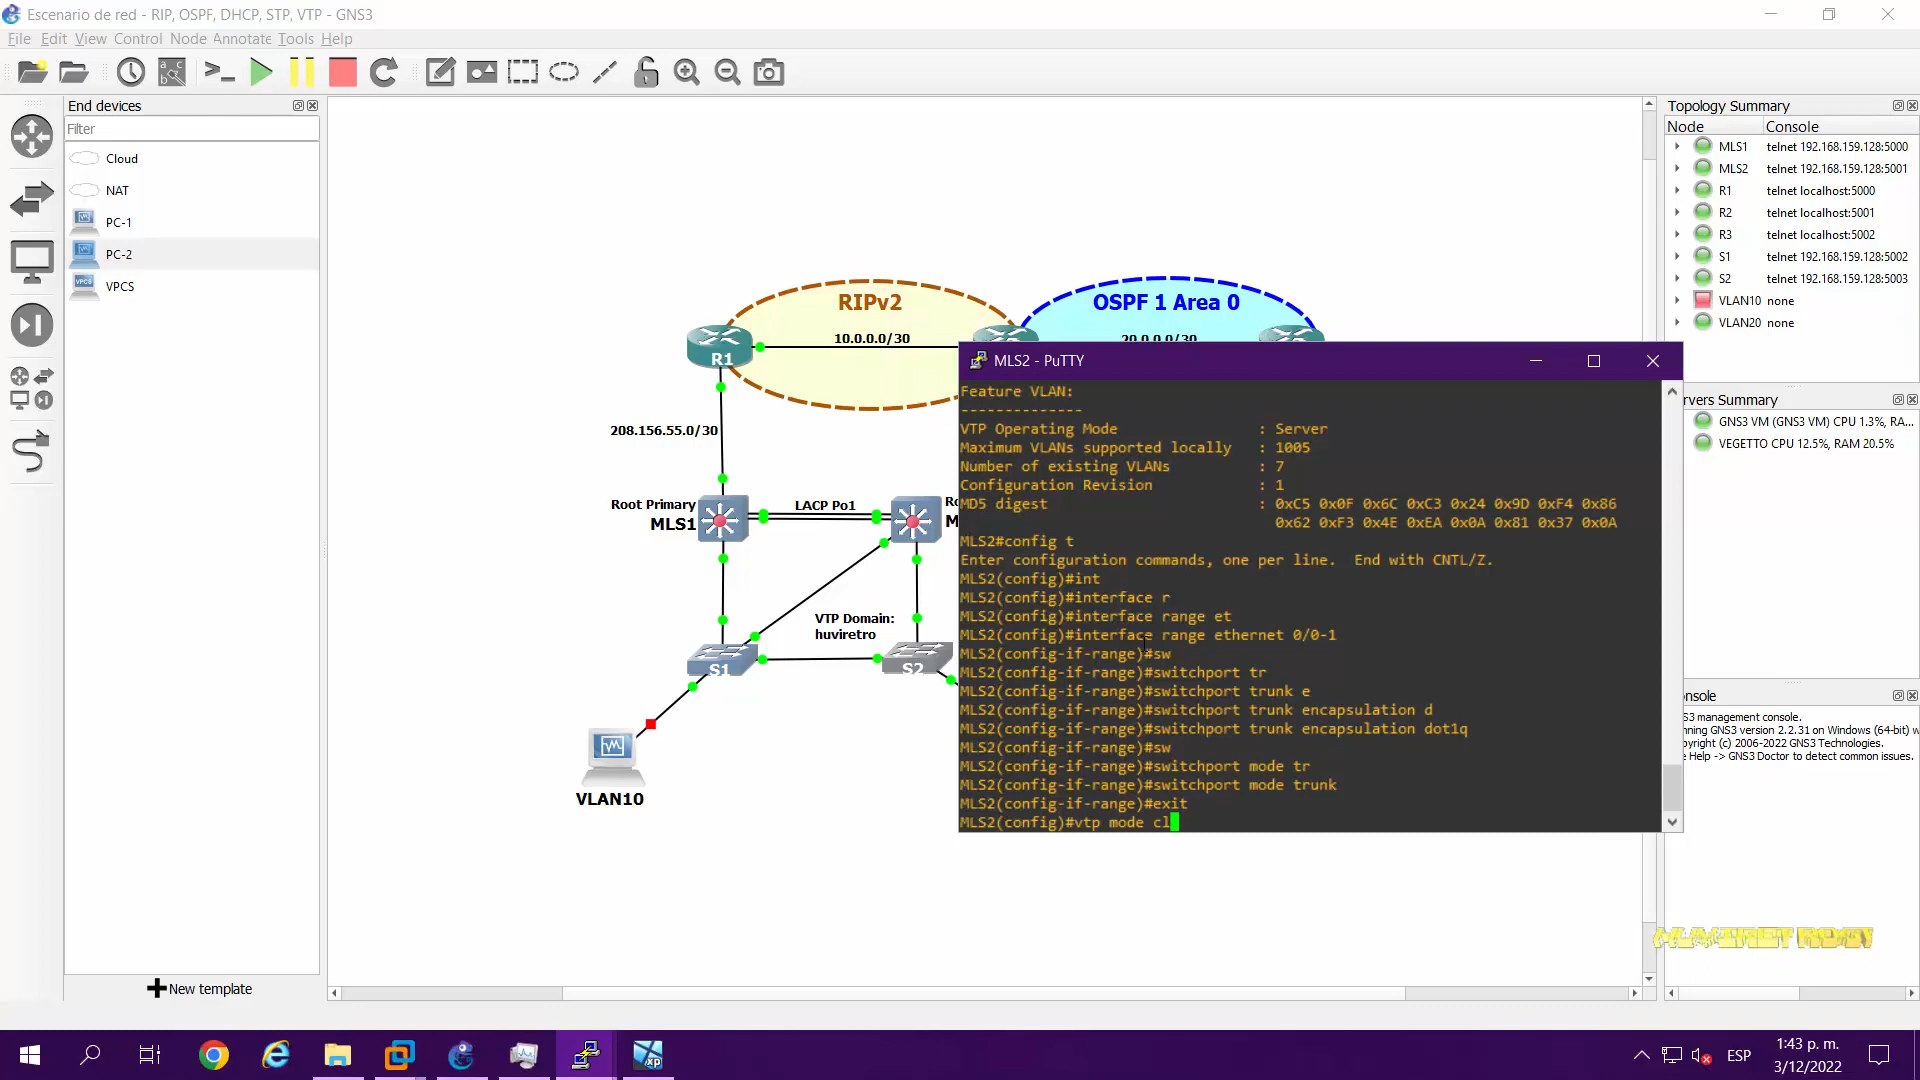 Escenario de red - RIP, OSPF, DHCP, STP, VTP - GNS3
File Edit View Control Node Annotate Tools Help
End devices
Filter
Cloud
NAT
PC-1
PC-2
VPCS
New template
RIPv2
OSPF 1 Area 0
10.0.0.0/30
20.0.0.0/30
R1
208.156.55.0/30
Root Primary
MLS1
LACP Po1
VTP Domain:
huviretro
S1
S2
VLAN10
MLS2 - PuTTY
Feature VLAN:
--------------
VTP Operating Mode : Server
Maximum VLANs supported locally : 1005
Number of existing VLANs : 7
Configuration Revision : 1
MD5 digest : 0xC5 0x0F 0x6C 0xC3 0x24 0x9D 0xF4 0x86
0x62 0xF3 0x4E 0xEA 0x0A 0x81 0x37 0x0A
MLS2#config t
Enter configuration commands, one per line. End with CNTL/Z.
MLS2(config)#int
MLS2(config)#interface r
MLS2(config)#interface range et
MLS2(config)#interface range ethernet 0/0-1
MLS2(config-if-range)#sw
MLS2(config-if-range)#switchport tr
MLS2(config-if-range)#switchport trunk e
MLS2(config-if-range)#switchport trunk encapsulation d
MLS2(config-if-range)#switchport trunk encapsulation dot1q
MLS2(config-if-range)#sw
MLS2(config-if-range)#switchport mode tr
MLS2(config-if-range)#switchport mode trunk
MLS2(config-if-range)#exit
MLS2(config)#vtp mode cl
Topology Summary
Node Console
MLS1 telnet 192.168.159.128:5000
MLS2 telnet 192.168.159.128:5001
R1 telnet localhost:5000
R2 telnet localhost:5001
R3 telnet localhost:5002
S1 telnet 192.168.159.128:5002
S2 telnet 192.168.159.128:5003
VLAN10 none
VLAN20 none
rvers Summary
GNS3 VM (GNS3 VM) CPU 1.3%, RA...
VEGETTO CPU 12.5%, RAM 20.5%
onsole
S3 management console.
nning GNS3 version 2.2.31 on Windows (64-bit) w
pyright (c) 2006-2022 GNS3 Technologies.
e Help -> GNS3 Doctor to detect common issues.
ESP
1:43 p. m.
3/12/2022